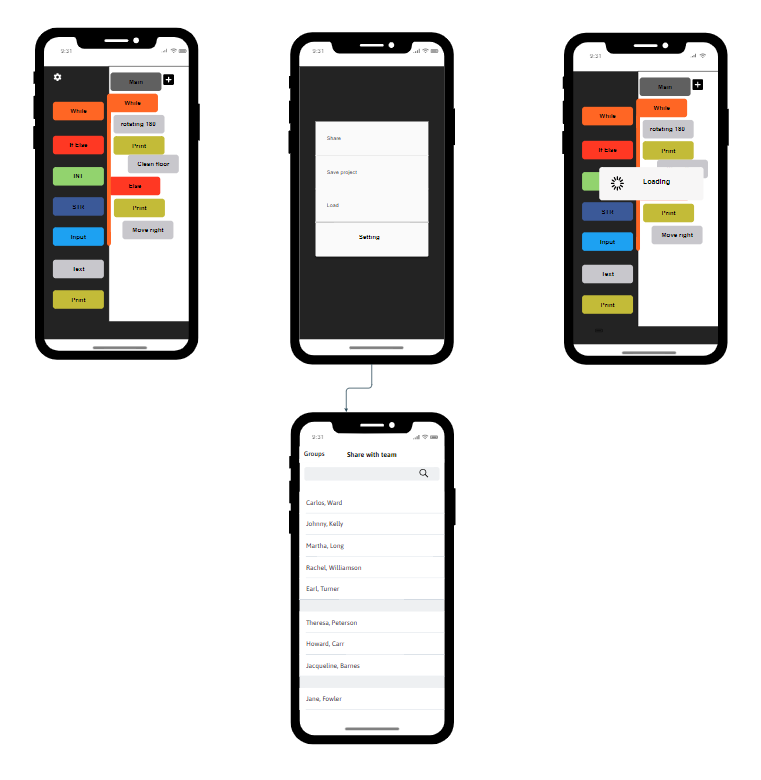 9:31
Main
While
While
rotating 180
If Else
Print
Clean floor
INT
Else
STR
Print
Input
Move right
Text
Print
9:31
Share
Save project
Load
Setting
9:31
Main
While
While
rotating 180
If Else
Print
Loading
STR
Print
Input
Move right
Text
Print
9:31
Groups
Share with team
Carlos, Ward
Johnny, Kelly
Martha, Long
Rachel, Williamson
Earl, Turner
Theresa, Peterson
Howard, Carr
Jacqueline, Barnes
Jane, Fowler